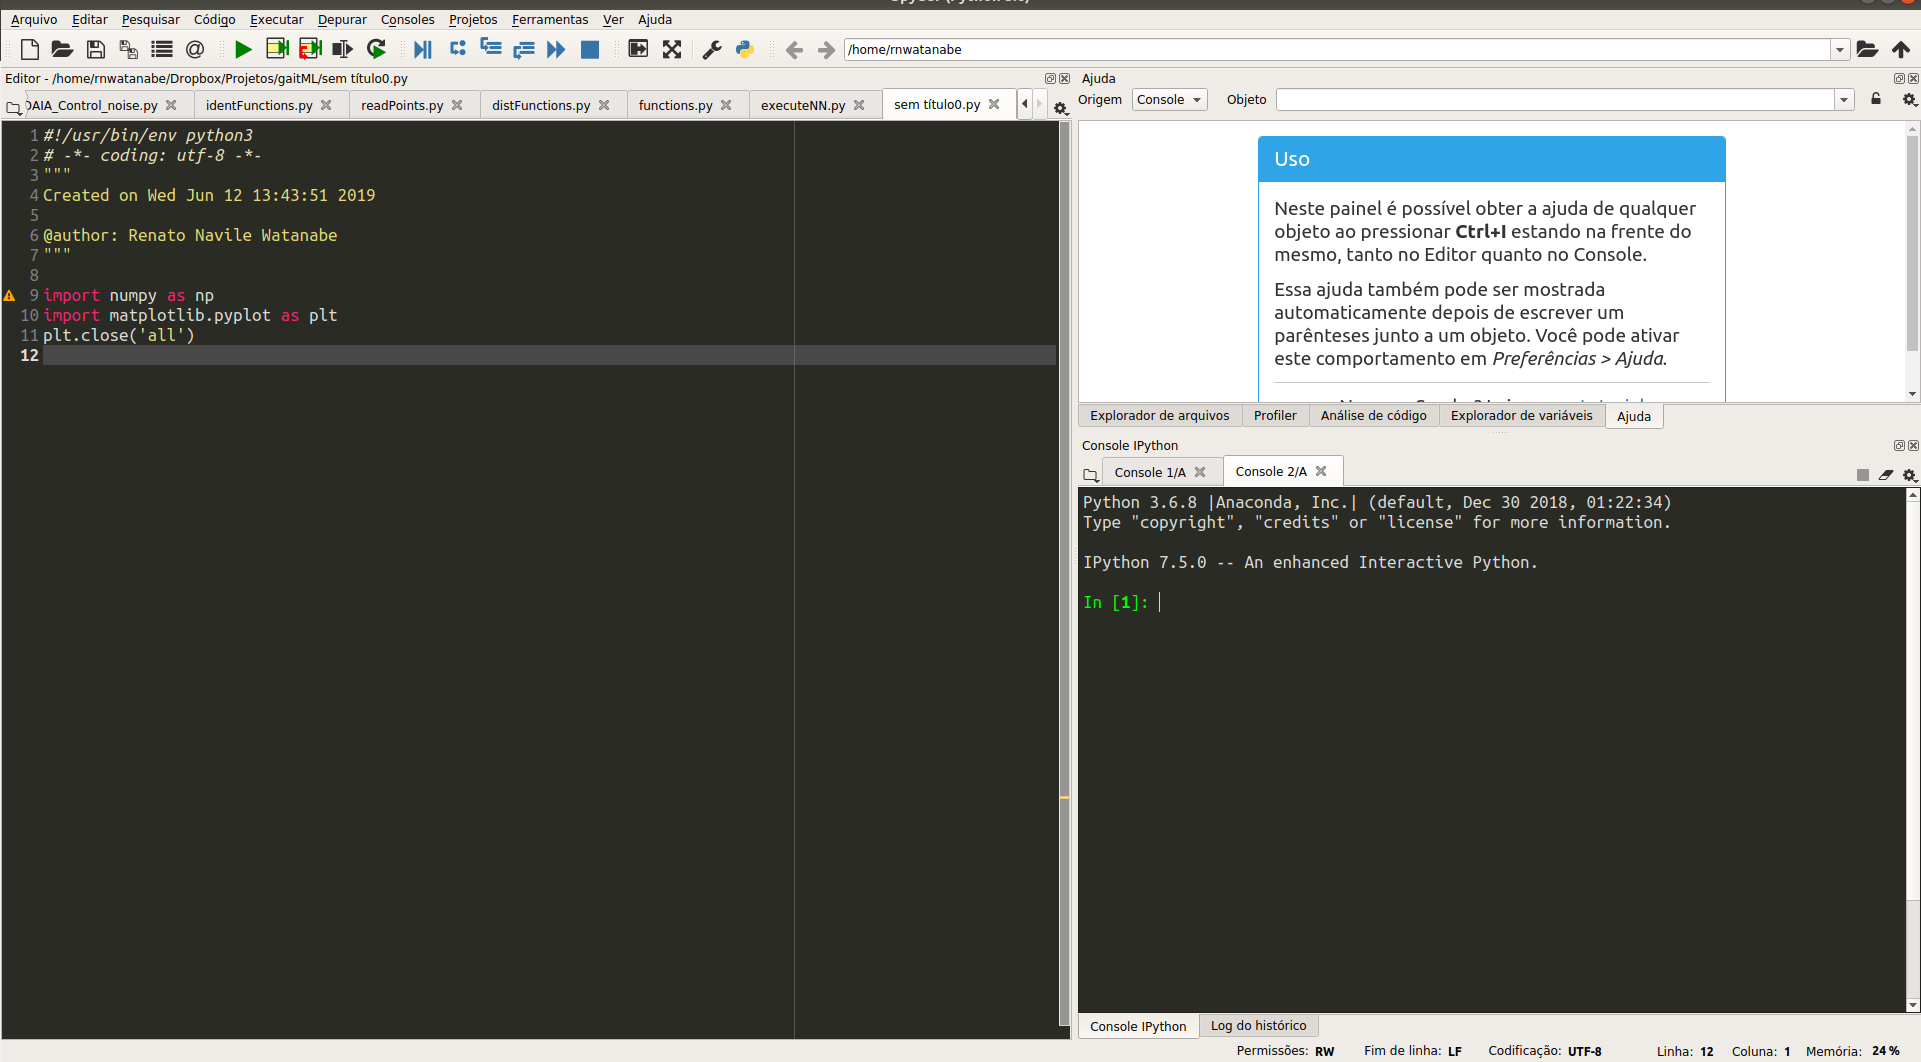 Arquivo Editar Pesquisar Código Executar Depurar Consoles Projetos Ferramentas Ver Ajuda
/home/rnwatanabe
Editor - /home/rnwatanabe/Dropbox/Projetos/gaitML/sem título0.py
DAIA_Control_noise.py identFunctions.py readPoints.py distFunctions.py functions.py executeNN.py sem título0.py
1 #!/usr/bin/env python3
2 # -*- coding: utf-8 -*-
3 """
4 Created on Wed Jun 12 13:43:51 2019
5
6 @author: Renato Navile Watanabe
7 """
8
9 import numpy as np
10 import matplotlib.pyplot as plt
11 plt.close('all')
12
Ajuda
Origem Console Objeto
Uso
Neste painel é possível obter a ajuda de qualquer
objeto ao pressionar Ctrl+I estando na frente do
mesmo, tanto no Editor quanto no Console.
Essa ajuda também pode ser mostrada
automaticamente depois de escrever um
parênteses junto a um objeto. Você pode ativar
este comportamento em Preferências > Ajuda.
Explorador de arquivos Profiler Análise de código Explorador de variáveis Ajuda
Console IPython
Console 1/A Console 2/A
Python 3.6.8 |Anaconda, Inc.| (default, Dec 30 2018, 01:22:34)
Type "copyright", "credits" or "license" for more information.
IPython 7.5.0 -- An enhanced Interactive Python.
In [1]:
Console IPython Log do histórico
Permissões: RW Fim de linha: LF Codificação: UTF-8 Linha: 12 Coluna: 1 Memória: 24 %